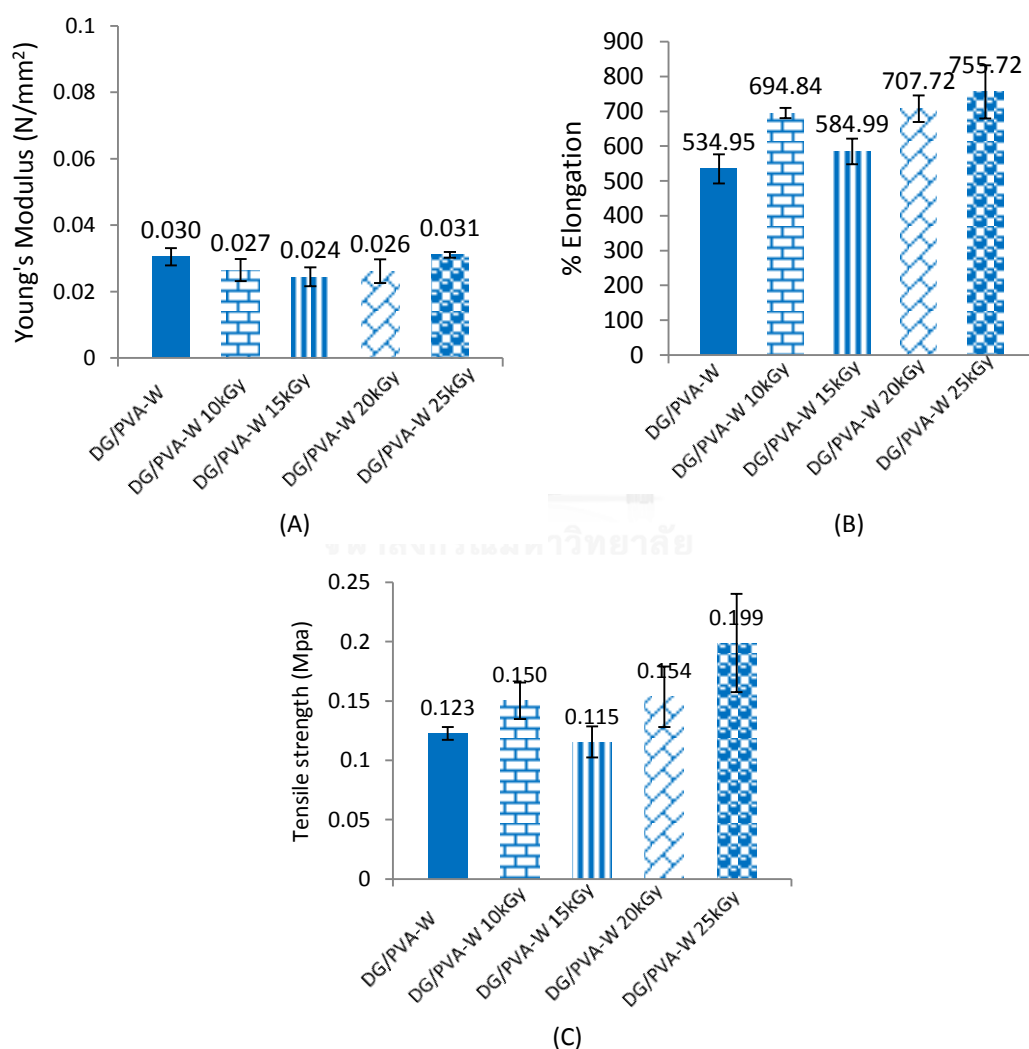 Young's Modulus (N/mm²)
0.1
0.08
0.06
0.04
0.02
0
0.030
0.027
0.024
0.026
0.031
DG/PVA-W
DG/PVA-W 10kGy
DG/PVA-W 15kGy
DG/PVA-W 20kGy
DG/PVA-W 25kGy
(A)
% Elongation
900
800
700
600
500
400
300
200
100
0
534.95
694.84
584.99
707.72
755.72
DG/PVA-W
DG/PVA-W 10kGy
DG/PVA-W 15kGy
DG/PVA-W 20kGy
DG/PVA-W 25kGy
(B)
Tensile strength (Mpa)
0.25
0.2
0.15
0.1
0.05
0
0.123
0.150
0.115
0.154
0.199
DG/PVA-W
DG/PVA-W 10kGy
DG/PVA-W 15kGy
DG/PVA-W 20kGy
DG/PVA-W 25kGy
(C)